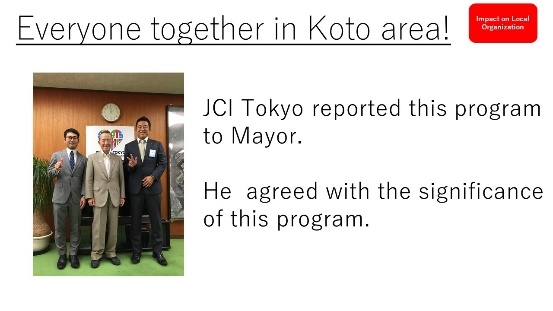 Everyone together in Koto area!
Impact on Local
Organization
JCI Tokyo reported this program
to Mayor.
He agreed with the significance
of this program.